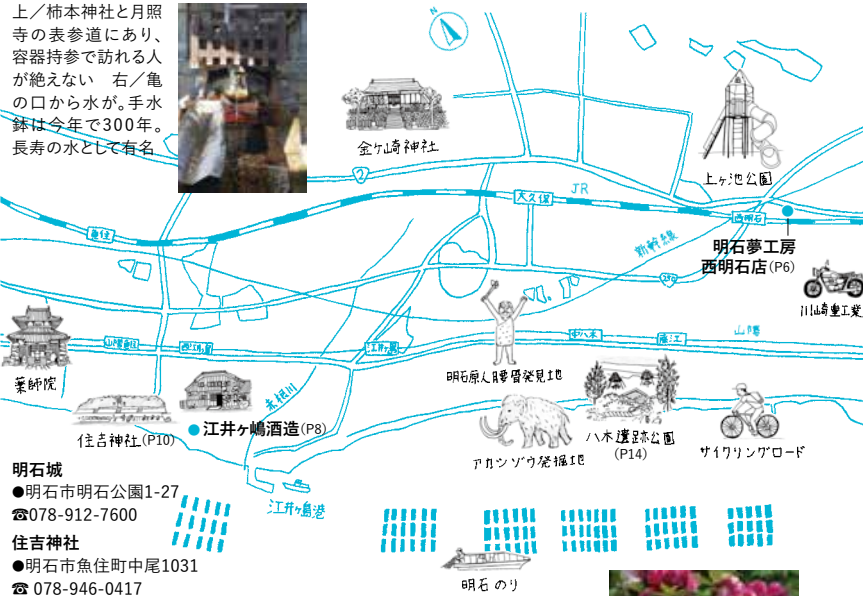 上／柿本神社と月照
寺の表参道にあり、
容器持参で訪れる人
が絶えない　右／亀
の口から水が。手水
鉢は今年で300年。
長寿の水として有名
N
金ヶ崎神社
上ヶ池公園
2
大久保
JR
西明石
魚住
明石夢工房
西明石店(P6)
新幹線
250
川崎重工業
薬師院
山陽魚住
西江井ヶ島
江井ヶ島
中八木
藤江
山陽
明石原人腰骨発見地
赤根川
住吉神社(P10)
江井ヶ嶋酒造(P8)
アカシゾウ発掘地
八木遺跡公園
(P14)
サイクリングロード
江井ヶ島港
明石のり
明石城
●明石市明石公園1-27
☎078-912-7600
住吉神社
●明石市魚住町中尾1031
☎ 078-946-0417